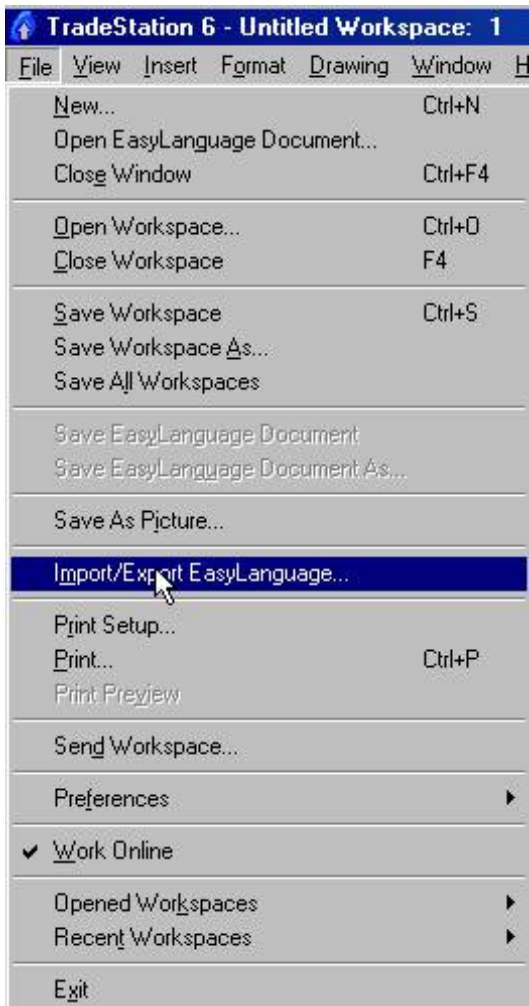 TradeStation 6 - Untitled Workspace: 1
File View Insert Format Drawing Window H
New... Ctrl+N
Open EasyLanguage Document...
Close Window Ctrl+F4
Open Workspace... Ctrl+O
Close Workspace F4
Save Workspace Ctrl+S
Save Workspace As...
Save All Workspaces
Save EasyLanguage Document
Save EasyLanguage Document As...
Save As Picture...
Import/Export EasyLanguage...
Print Setup...
Print... Ctrl+P
Print Preview
Send Workspace...
Preferences
Work Online
Opened Workspaces
Recent Workspaces
Exit